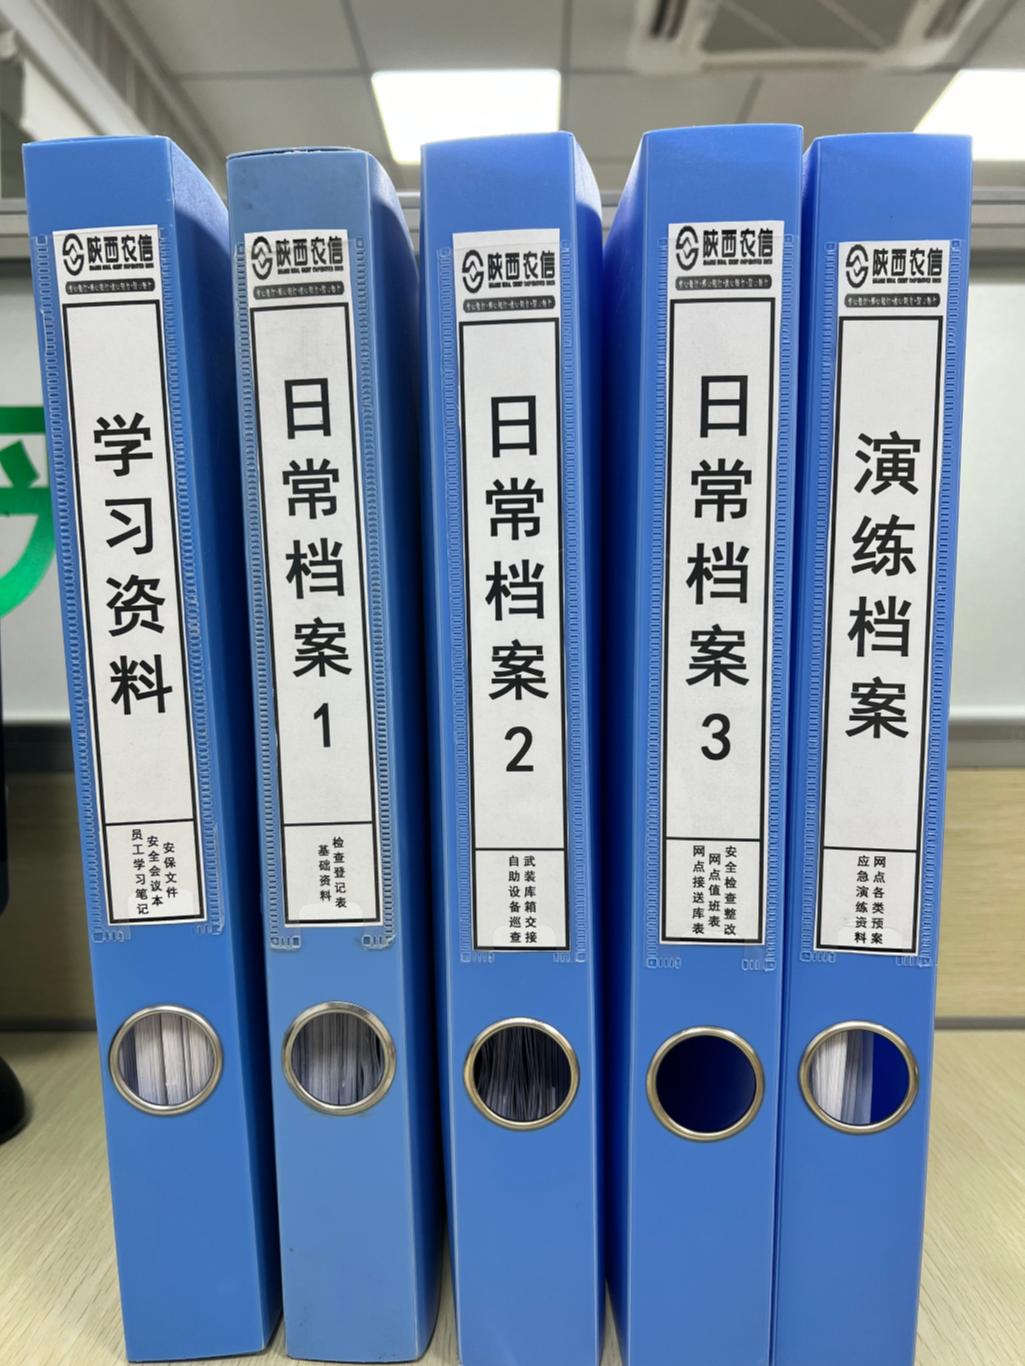 陕西农信
学习资料
安保文件
安全会议本
员工学习笔记
陕西农信
日常档案1
检查登记表
基础资料
陕西农信
日常档案2
武装库箱交接
自助设备巡查
陕西农信
日常档案3
安全检查整改
网点值班表
网点接送库表
陕西农信
演练档案
网点各类预案
应急演练资料